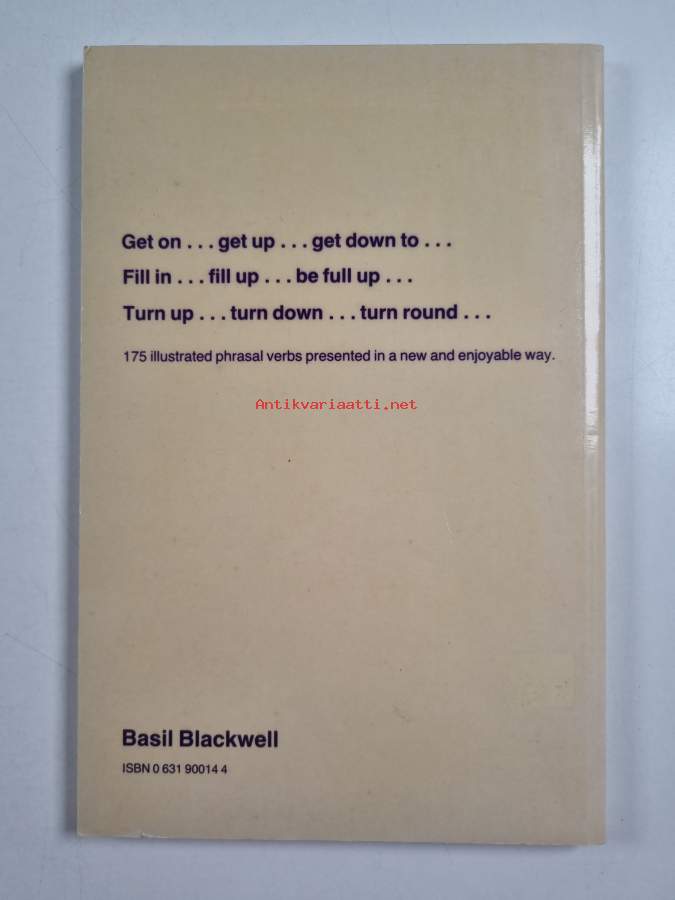 Get on . . . get up . . . get down to . . .
Fill in . . . fill up . . . be full up . . .
Turn up . . . turn down . . . turn round . . .
175 illustrated phrasal verbs presented in a new and enjoyable way.
Antikvariaatti.net
Basil Blackwell
ISBN 0 631 90014 4